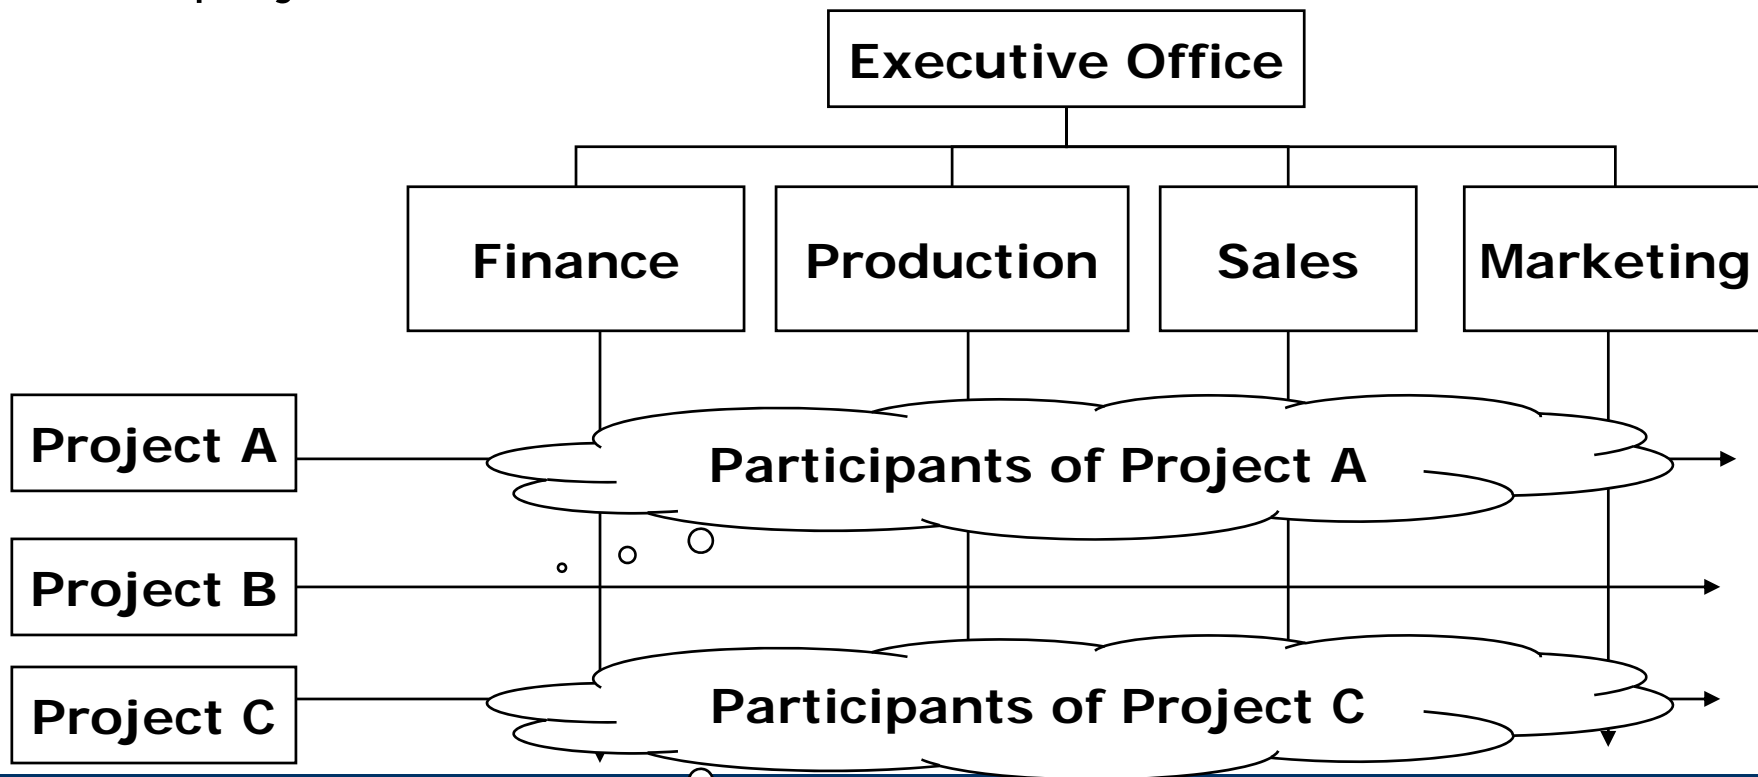 Executive Office
Finance Production Sales Marketing
Project A
Participants of Project A
Project B
Project C
Participants of Project C